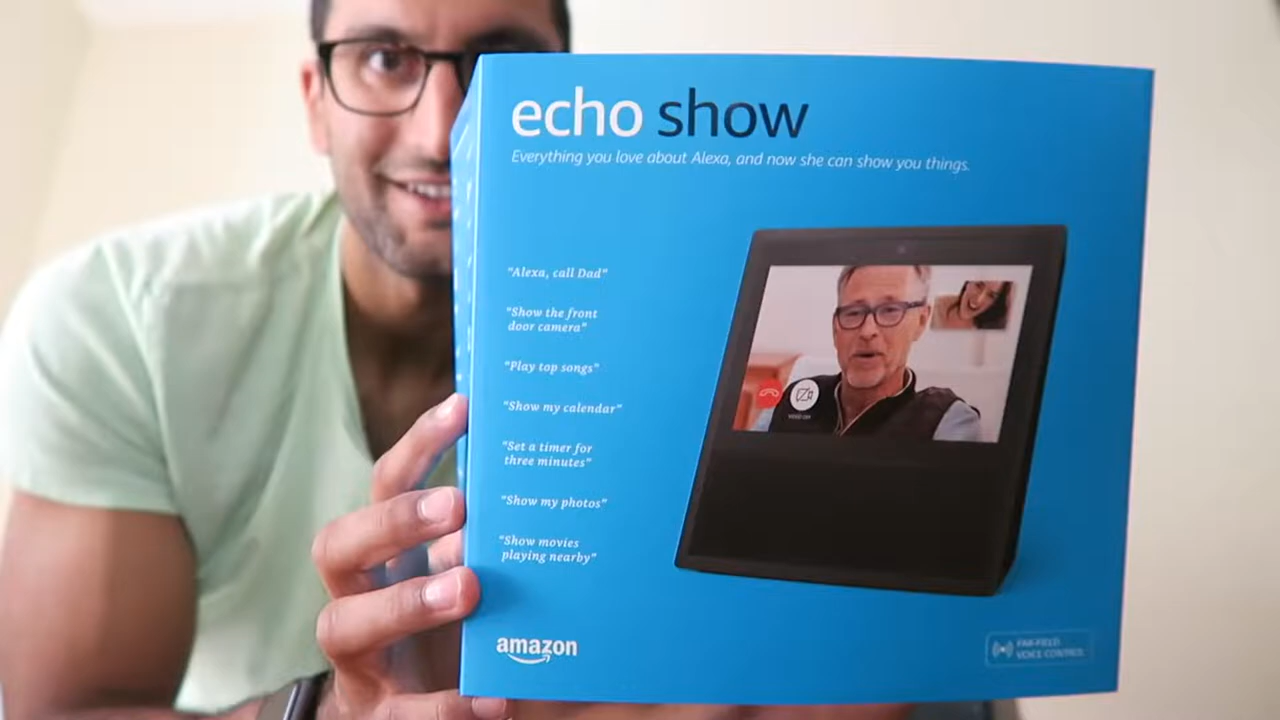 echo show
Everything you love about Alexa, and now she can show you things.
"Alexa, call Dad"
"Show the front
door camera"
"Play top songs"
"Show my calendar"
"Set a timer for
three minutes"
"Show my photos"
"Show movies
playing nearby"
amazon
FAR-FIELD
VOICE CONTROL